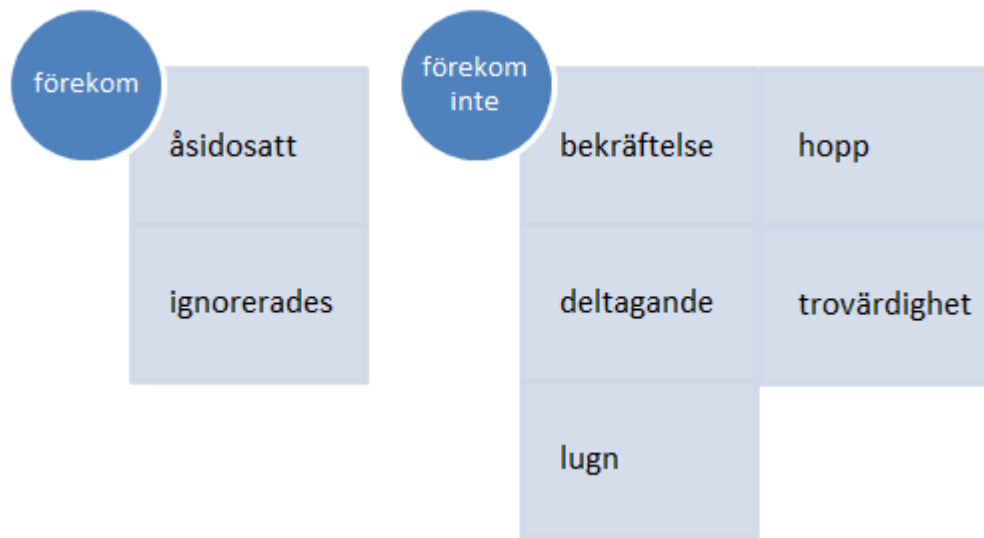 förekom
åsidosatt
ignorerades
förekom
inte
bekräftelse
hopp
deltagande
trovärdighet
lugn